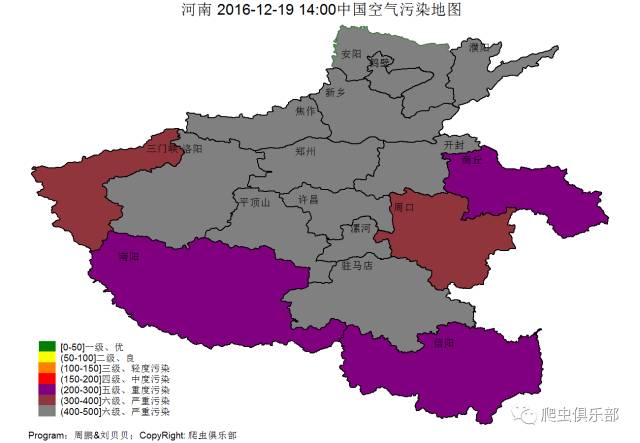 河南 2016-12-19 14:00中国空气污染地图
安阳
濮阳
鹤壁
新乡
焦作
三门峡
洛阳
郑州
开封
商丘
平顶山
许昌
周口
漯河
南阳
驻马店
信阳
[0-50]一级、优
(50-100]二级、良
(100-150]三级、轻度污染
(150-200]四级、中度污染
(200-300]五级、重度污染
(300-400]六级、严重污染
(400-500]六级、严重污染
Program：周鹏&刘贝贝；CopyRight: 爬虫俱乐部
爬虫俱乐部